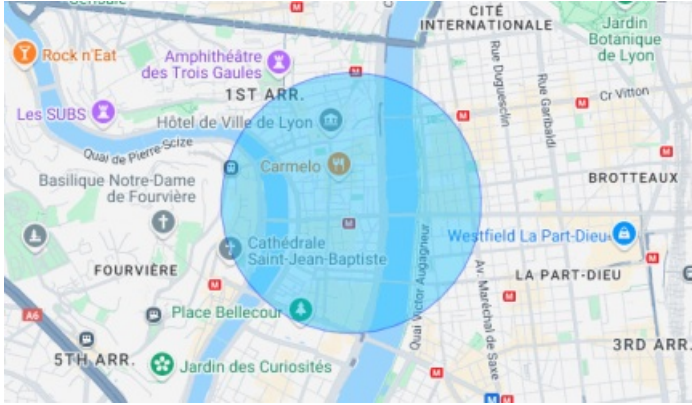 CITÉ
INTERNATIONALE
Jardin
Botanique
de Lyon
Rock n'Eat
Amphithéâtre
des Trois Gaules
Rue Duguesclin
Rue Garibaldi
Cr Vitton
1ST ARR.
Les SUBS
Hôtel de Ville de Lyon
Quai de Pierre-Scize
Carmelo
M
Basilique Notre-Dame
de Fourvière
BROTTEAUX
Westfield La Part-Dieu
Cathédrale
Saint-Jean-Baptiste
FOURVIÈRE
Quai Victor Augagneur
Av. Maréchal de Saxe
LA PART-DIEU
Place Bellecour
A6
5TH ARR.
Jardin des Curiosités
3RD ARR.